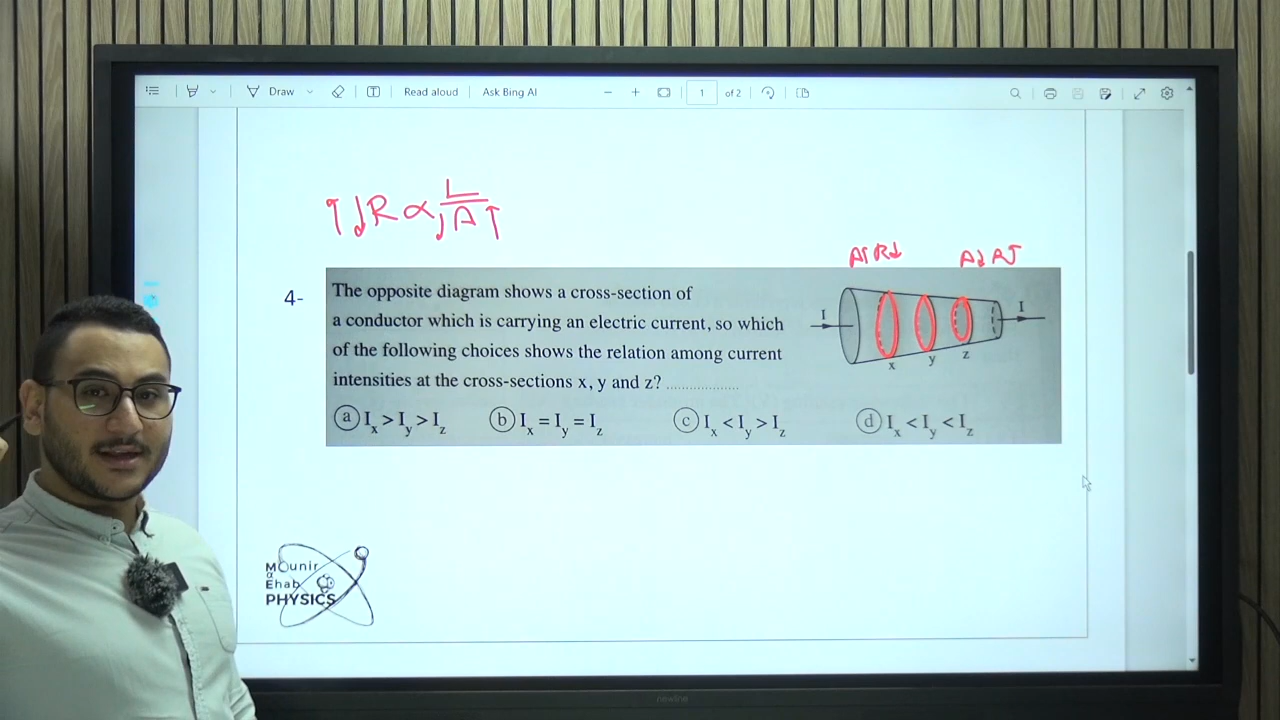 Draw
Read aloud
Ask Bing AI
1 of 2
↑↓R ∝ L/↓A↑
A↑ R↓
A↓ R↑
4- The opposite diagram shows a cross-section of
a conductor which is carrying an electric current, so which
of the following choices shows the relation among current
intensities at the cross-sections x, y and z? ...................
I
I
x y z
a Ix > Iy > Iz b Ix = Iy = Iz c Ix < Iy > Iz d Ix < Iy < Iz
Mounir
&
Ehab
PHYSICS
newline